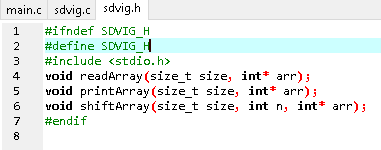 main.c sdvig.c sdvig.h
1 #ifndef SDVIG_H
2 #define SDVIG_H
3 #include <stdio.h>
4 void readArray(size_t size, int* arr);
5 void printArray(size_t size, int* arr);
6 void shiftArray(size_t size, int n, int* arr);
7 #endif
8